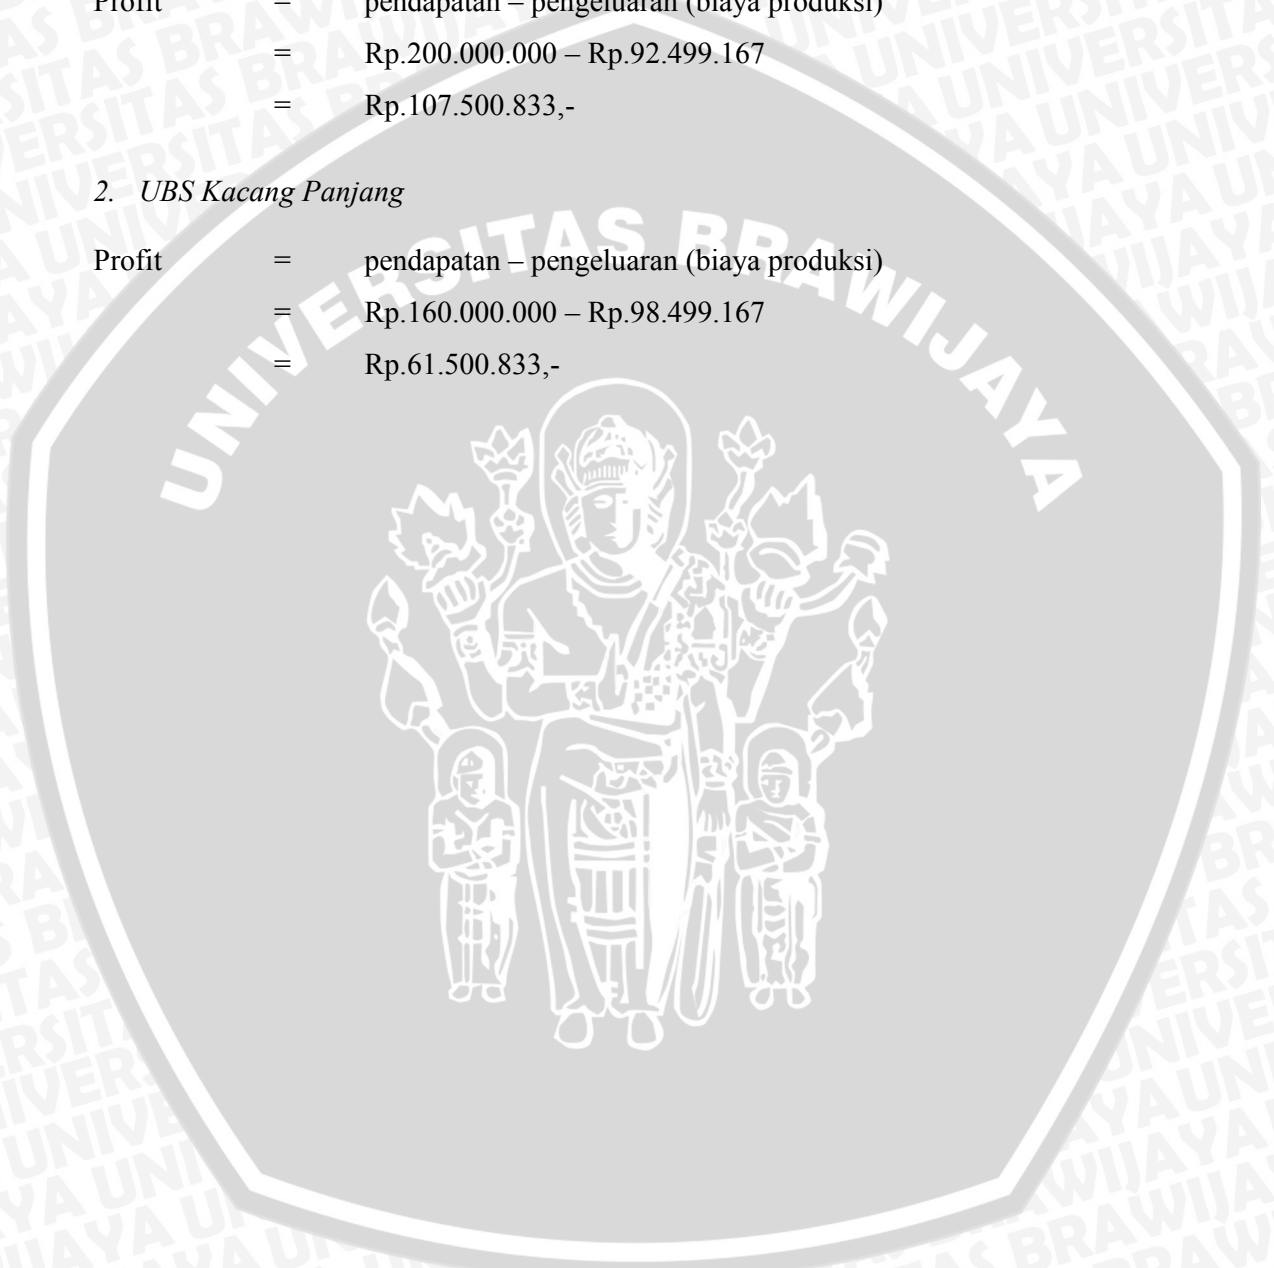 Profit = pendapatan – pengeluaran (biaya produksi)
= Rp.200.000.000 – Rp.92.499.167
= Rp.107.500.833,-
2. UBS Kacang Panjang
Profit = pendapatan – pengeluaran (biaya produksi)
= Rp.160.000.000 – Rp.98.499.167
= Rp.61.500.833,-
UNIVERSITAS BRAWIJAYA